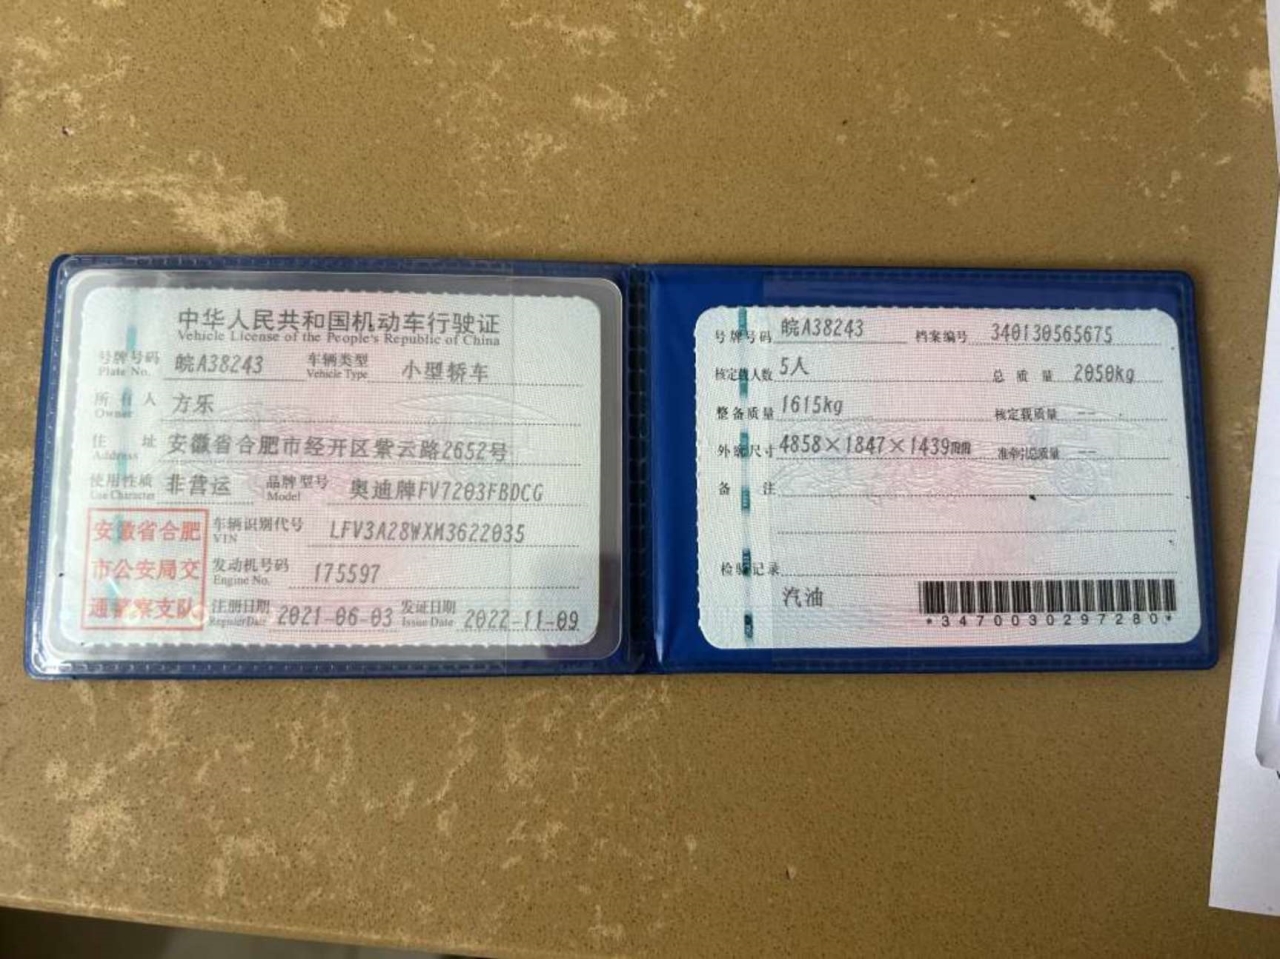 中华人民共和国机动车行驶证
Vehicle License of the People's Republic of China
号牌号码 皖A38243 车辆类型 小型轿车
Plate No. Vehicle Type
所有人 方乐
Owner
住址 安徽省合肥市经开区紫云路2652号
Address
使用性质 非营运 品牌型号 奥迪牌FV7203FBDCG
Use Character Model
安徽省合肥
市公安局交
通警察支队
车辆识别代号 LFV3A28WXM3622035
VIN
发动机号码 175597
Engine No.
注册日期 2021-06-03 发证日期 2022-11-09
Register Date Issue Date
号牌号码 皖A38243 档案编号 340130565675
核定载人数 5人 总质量 2050kg
整备质量 1615kg 核定载质量 --
外廓尺寸 4858×1847×1439mm 准牵引总质量 --
备注
检验记录
汽油
*3470030297280*